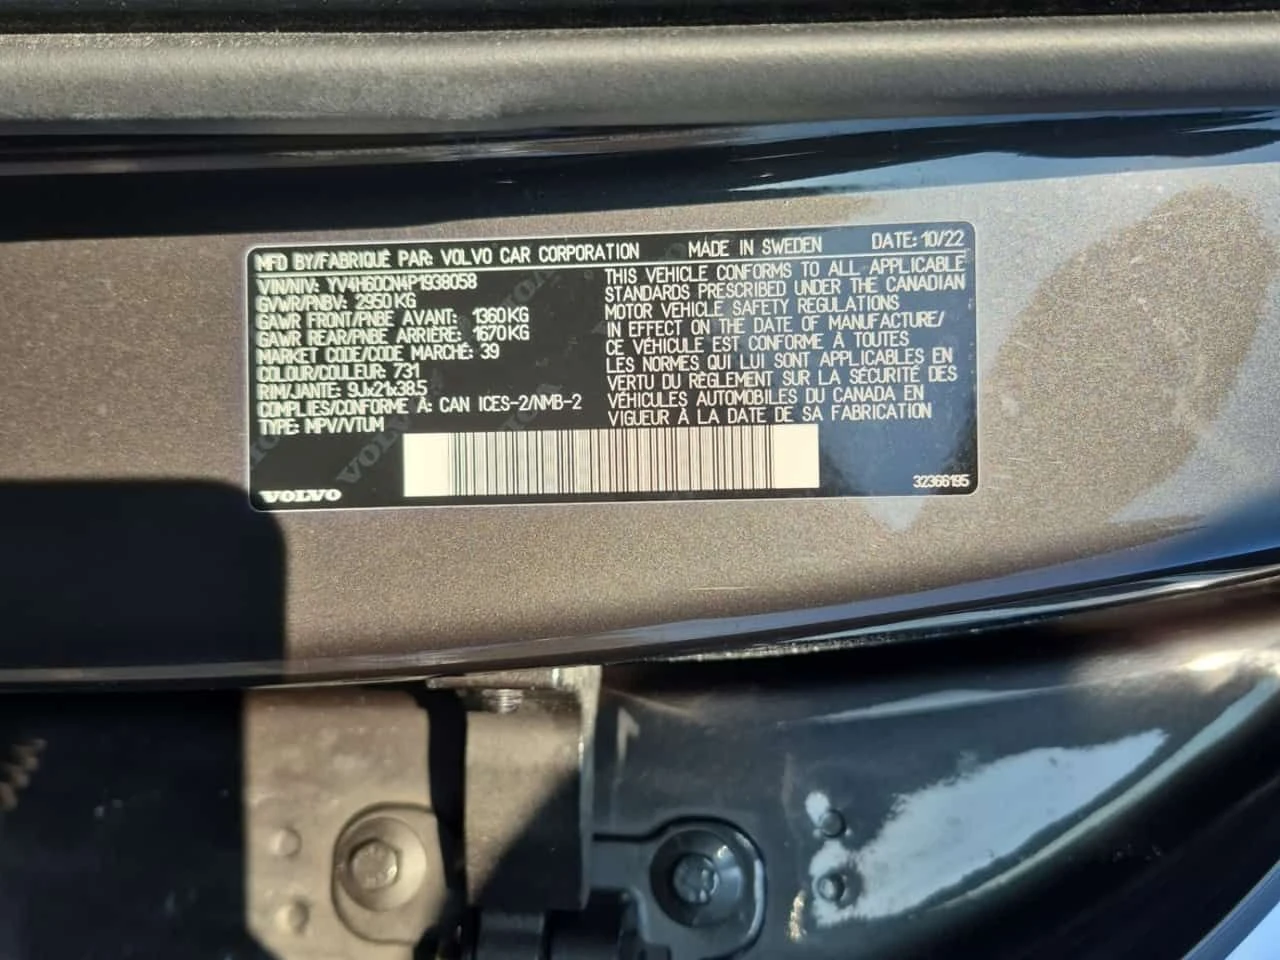 MFD BY/FABRIQUÉ PAR: VOLVO CAR CORPORATION MADE IN SWEDEN DATE: 10/22
VIN/NIV: YV4H60CN4P1938058
GVWR/PNBV: 2950 KG
GAWR FRONT/PNBE AVANT: 1360 KG
GAWR REAR/PNBE ARRIÈRE: 1670 KG
MARKET CODE/CODE MARCHÉ: 39
COLOUR/COULEUR: 731
RIM/JANTE: 9Jx21x38.5
COMPLIES/CONFORME À: CAN ICES-2/NMB-2
TYPE: MPV/VTUM
THIS VEHICLE CONFORMS TO ALL APPLICABLE
STANDARDS PRESCRIBED UNDER THE CANADIAN
MOTOR VEHICLE SAFETY REGULATIONS
IN EFFECT ON THE DATE OF MANUFACTURE/
CE VÉHICULE EST CONFORME À TOUTES
LES NORMES QUI LUI SONT APPLICABLES EN
VERTU DU RÈGLEMENT SUR LA SÉCURITÉ DES
VÉHICULES AUTOMOBILES DU CANADA EN
VIGUEUR À LA DATE DE SA FABRICATION
VOLVO
32366195